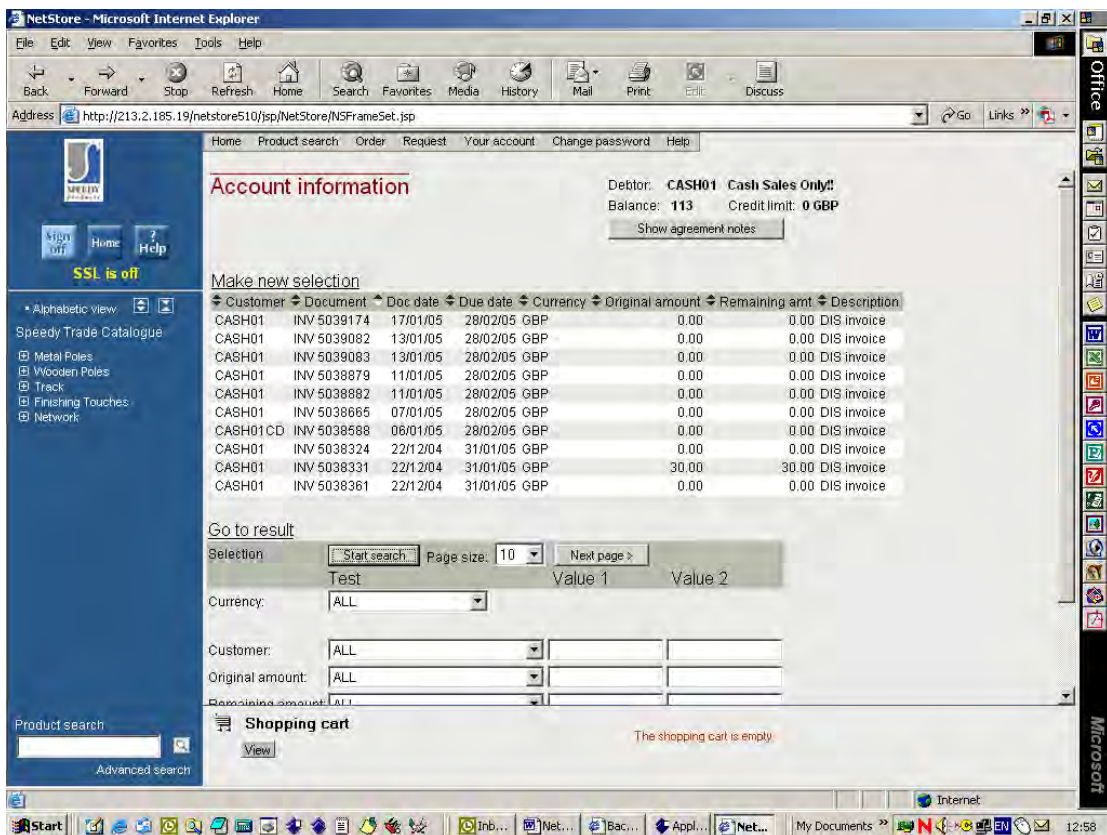 NetStore - Microsoft Internet Explorer
File Edit View Favorites Tools Help
Back Forward Stop Refresh Home Search Favorites Media History Mail Print Edit Discuss
Address http://213.2.185.19/netstore510/jsp/NetStore/NSFrameSet.jsp Go Links »
Home Product search Order Request Your account Change password Help
SPEEDY
Products
Sign off Home ? Help
SSL is off
Alphabetic view
Speedy Trade Catalogue
Metal Poles
Wooden Poles
Track
Finishing Touches
Network
Account information
Debtor: CASH01 Cash Sales Only!!
Balance: 113 Credit limit: 0 GBP
Show agreement notes
Make new selection
Customer Document Doc date Due date Currency Original amount Remaining amt Description
CASH01 INV 5039174 17/01/05 28/02/05 GBP 0.00 0.00 DIS invoice
CASH01 INV 5039082 13/01/05 28/02/05 GBP 0.00 0.00 DIS invoice
CASH01 INV 5039083 13/01/05 28/02/05 GBP 0.00 0.00 DIS invoice
CASH01 INV 5038879 11/01/05 28/02/05 GBP 0.00 0.00 DIS invoice
CASH01 INV 5038882 11/01/05 28/02/05 GBP 0.00 0.00 DIS invoice
CASH01 INV 5038665 07/01/05 28/02/05 GBP 0.00 0.00 DIS invoice
CASH01CD INV 5038588 06/01/05 28/02/05 GBP 0.00 0.00 DIS invoice
CASH01 INV 5038324 22/12/04 31/01/05 GBP 0.00 0.00 DIS invoice
CASH01 INV 5038331 22/12/04 31/01/05 GBP 30.00 30.00 DIS invoice
CASH01 INV 5038361 22/12/04 31/01/05 GBP 0.00 0.00 DIS invoice
Go to result
Selection Start search Page size: 10 Next page >
Test Value 1 Value 2
Currency: ALL
Customer: ALL
Original amount: ALL
Remaining amount: ALL
Product search
Advanced search
Shopping cart
View
The shopping cart is empty
Office
Microsoft
Internet
Start Inb... Net... Bac... Appl... Net... My Documents » EN 12:58